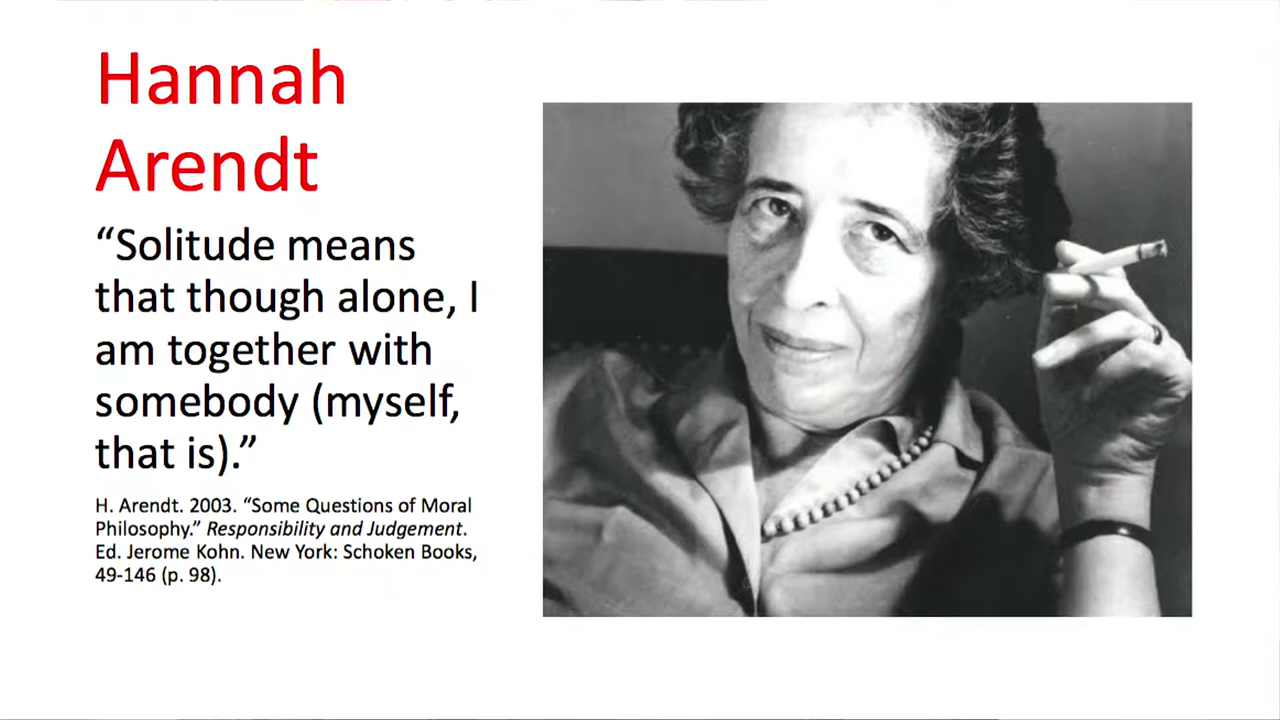 Hannah
Arendt
“Solitude means
that though alone, I
am together with
somebody (myself,
that is).”
H. Arendt. 2003. “Some Questions of Moral
Philosophy.” Responsibility and Judgement.
Ed. Jerome Kohn. New York: Schoken Books,
49-146 (p. 98).